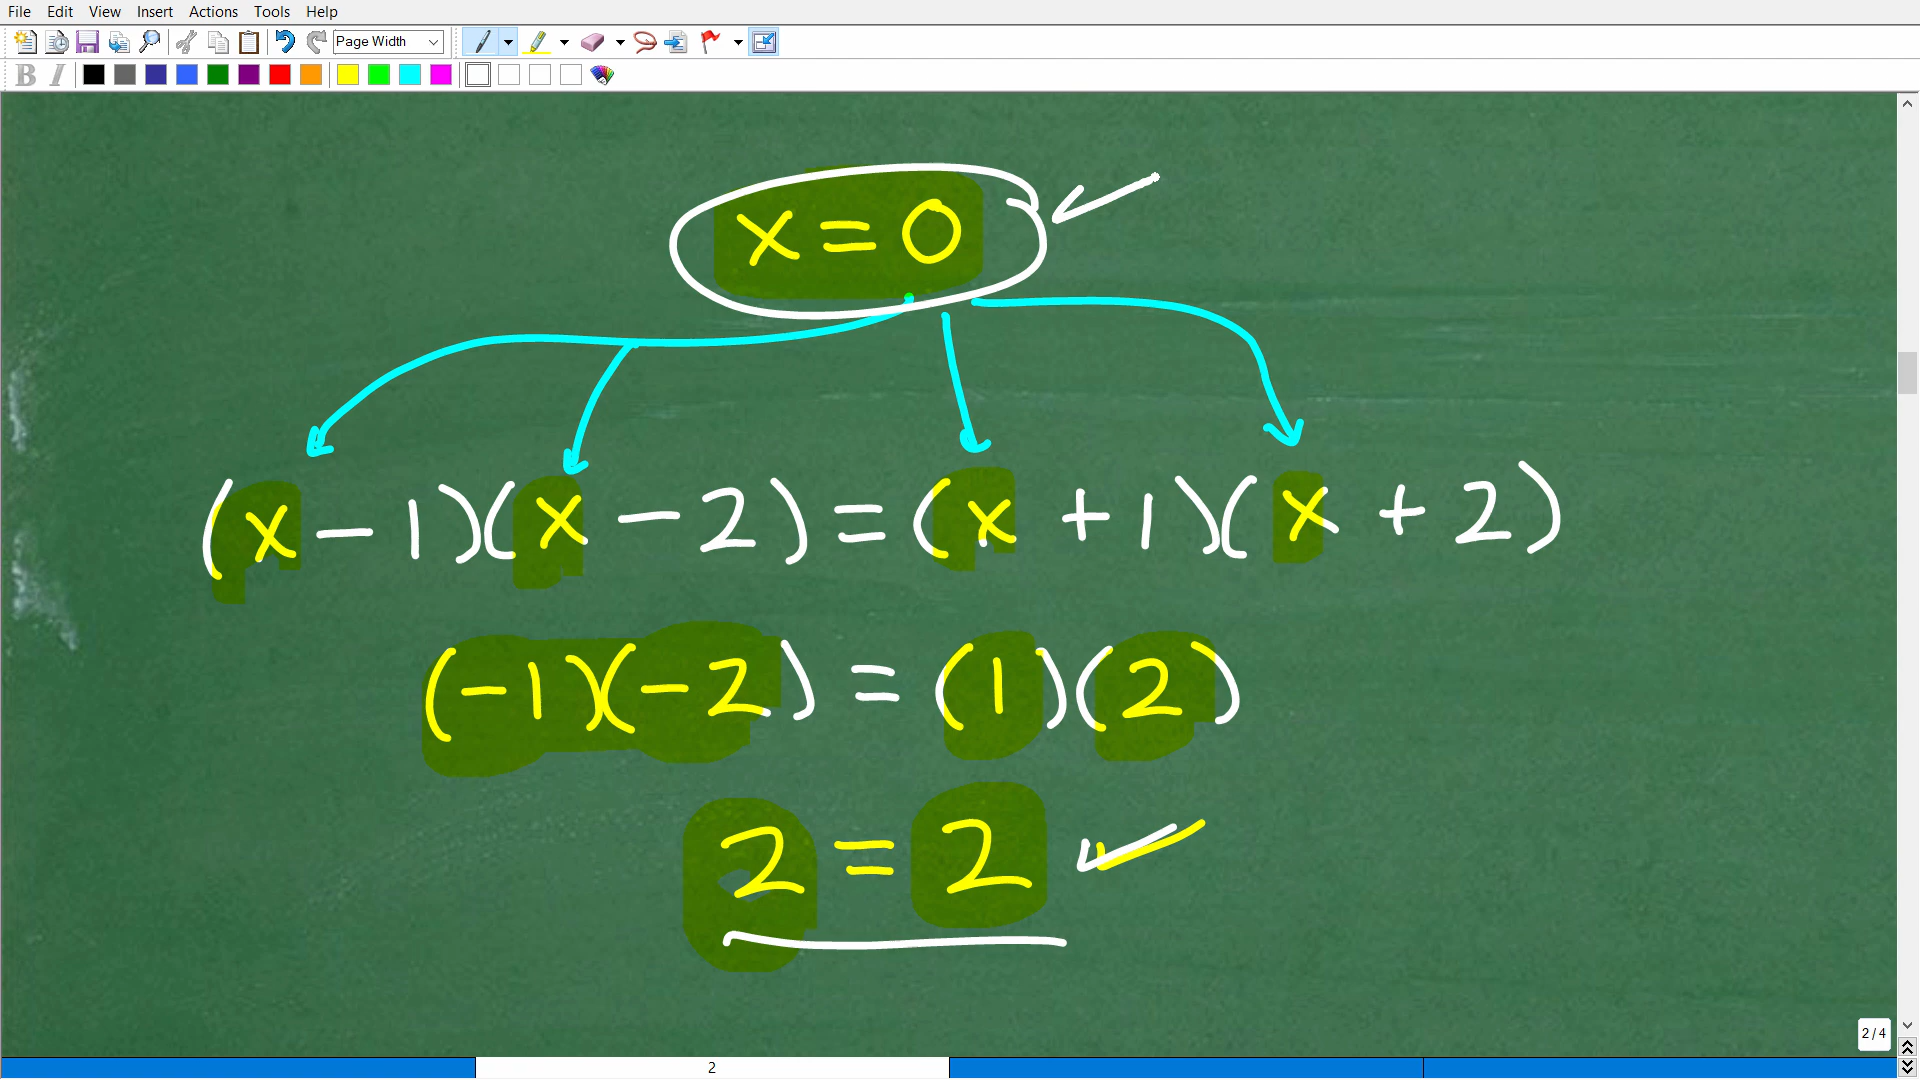 File Edit View Insert Actions Tools Help
Page Width
B I
x = 0
(x - 1)(x - 2) = (x + 1)(x + 2)
(-1)(-2) = (1)(2)
2 = 2
2 / 4
2